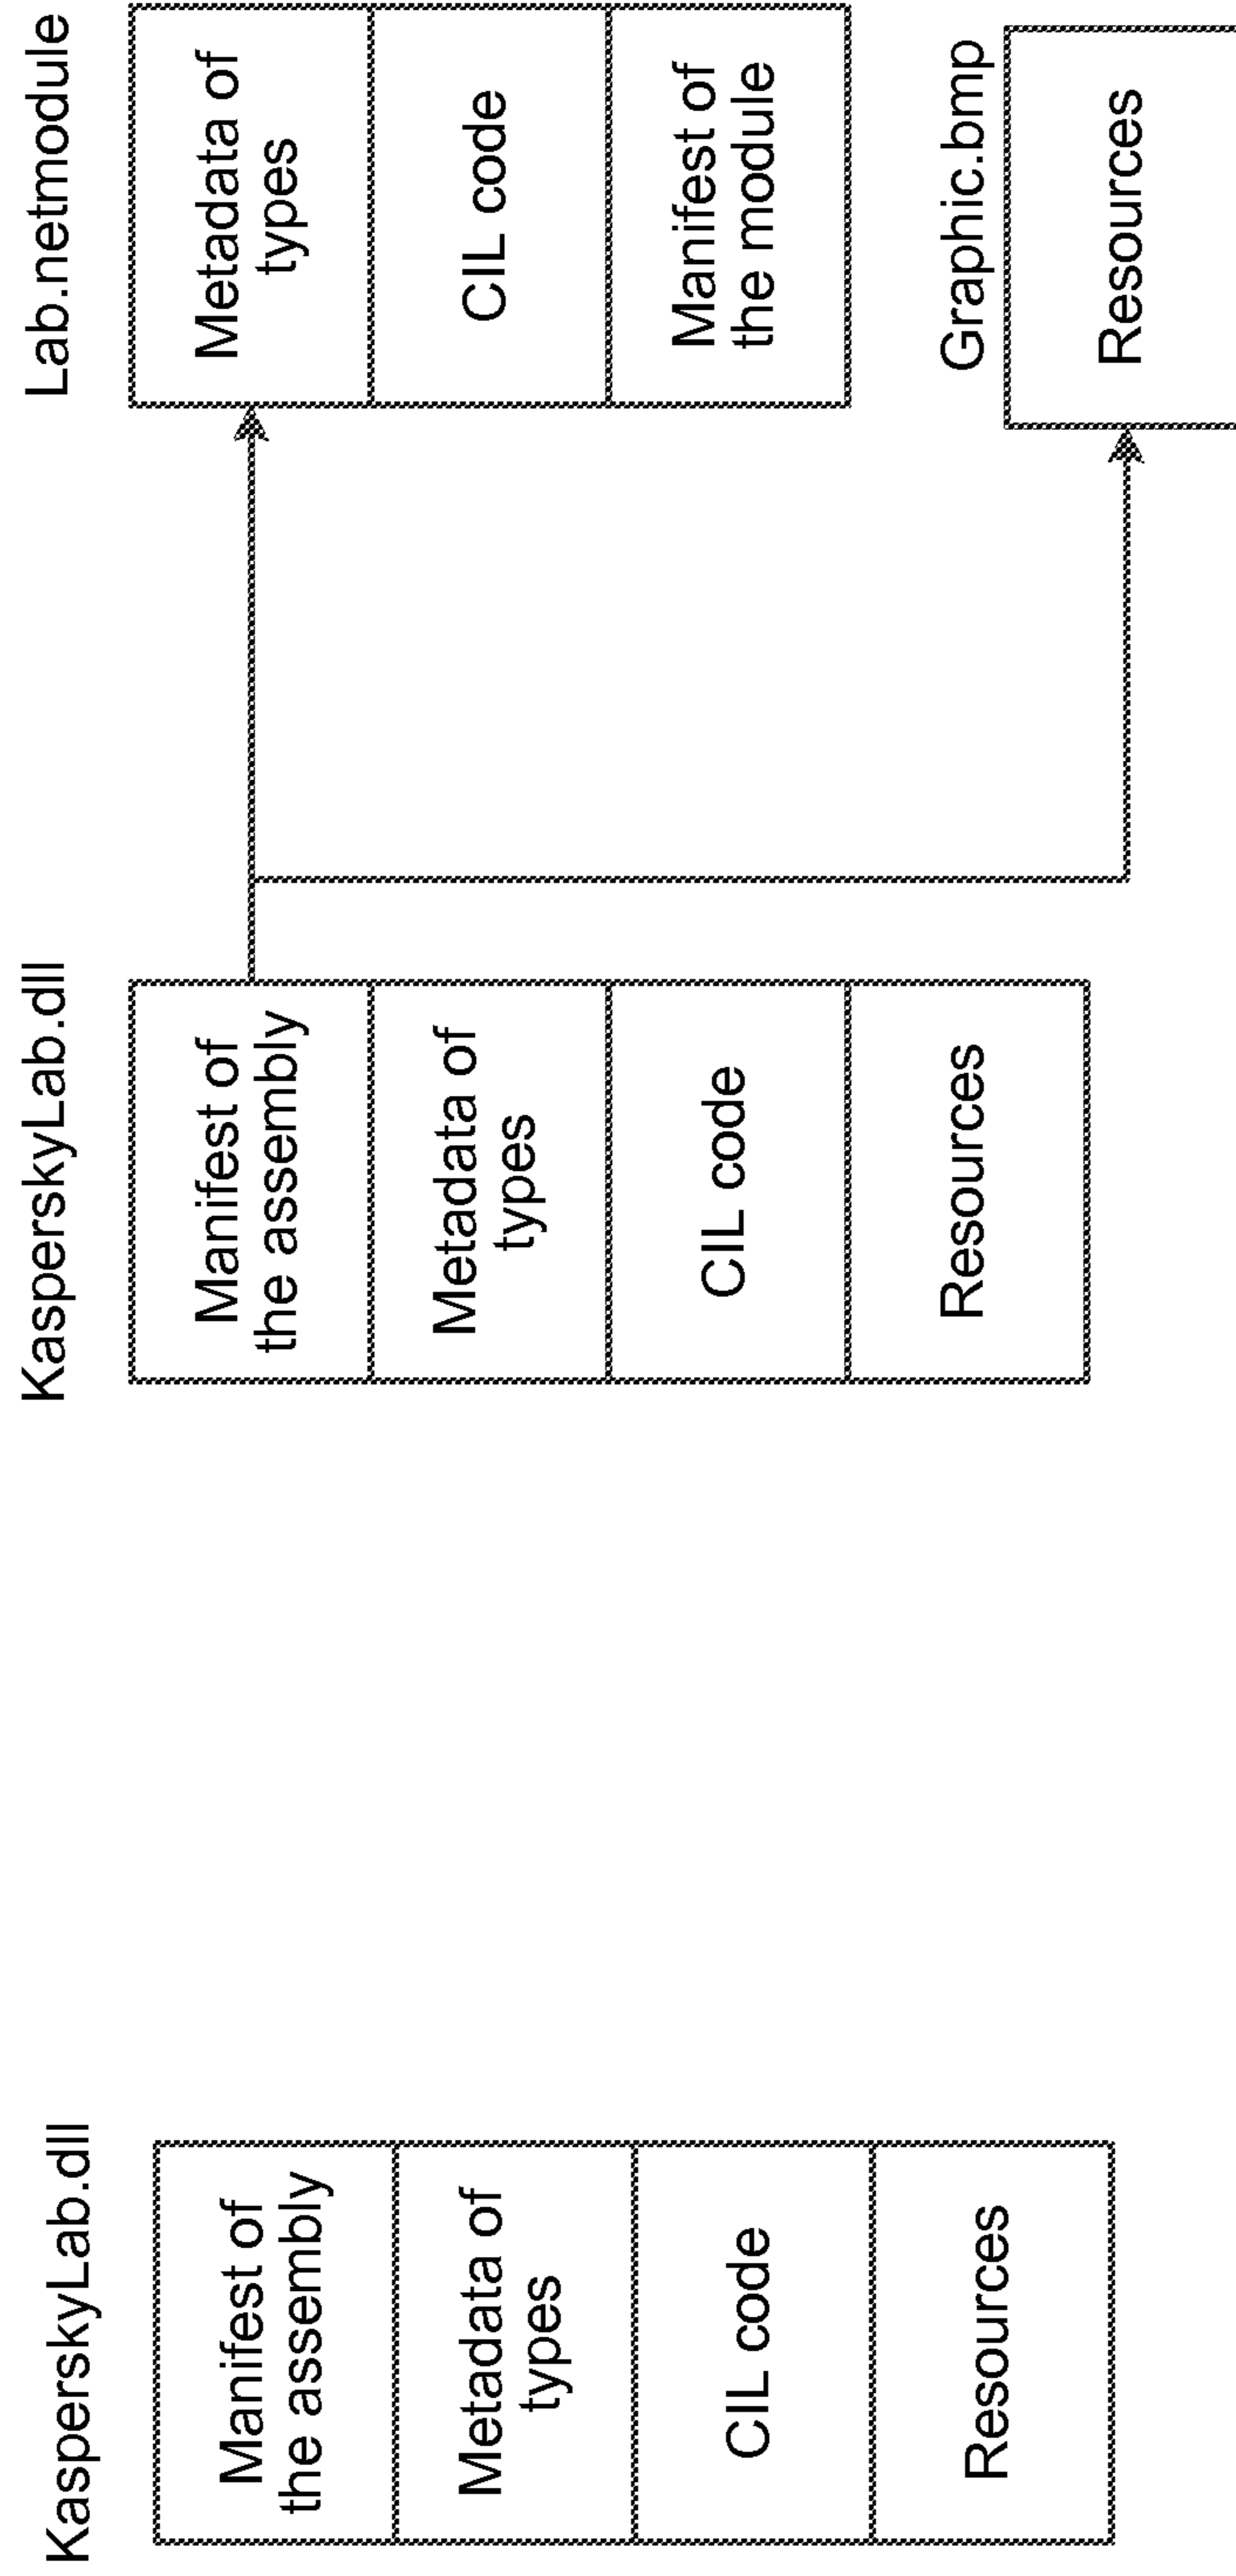 KasperskyLab.dll
Manifest of
the assembly
Metadata of
types
CIL code
Resources
KasperskyLab.dll
Manifest of
the assembly
Metadata of
types
CIL code
Resources
Lab.netmodule
Metadata of
types
CIL code
Manifest of
the module
Graphic.bmp
Resources